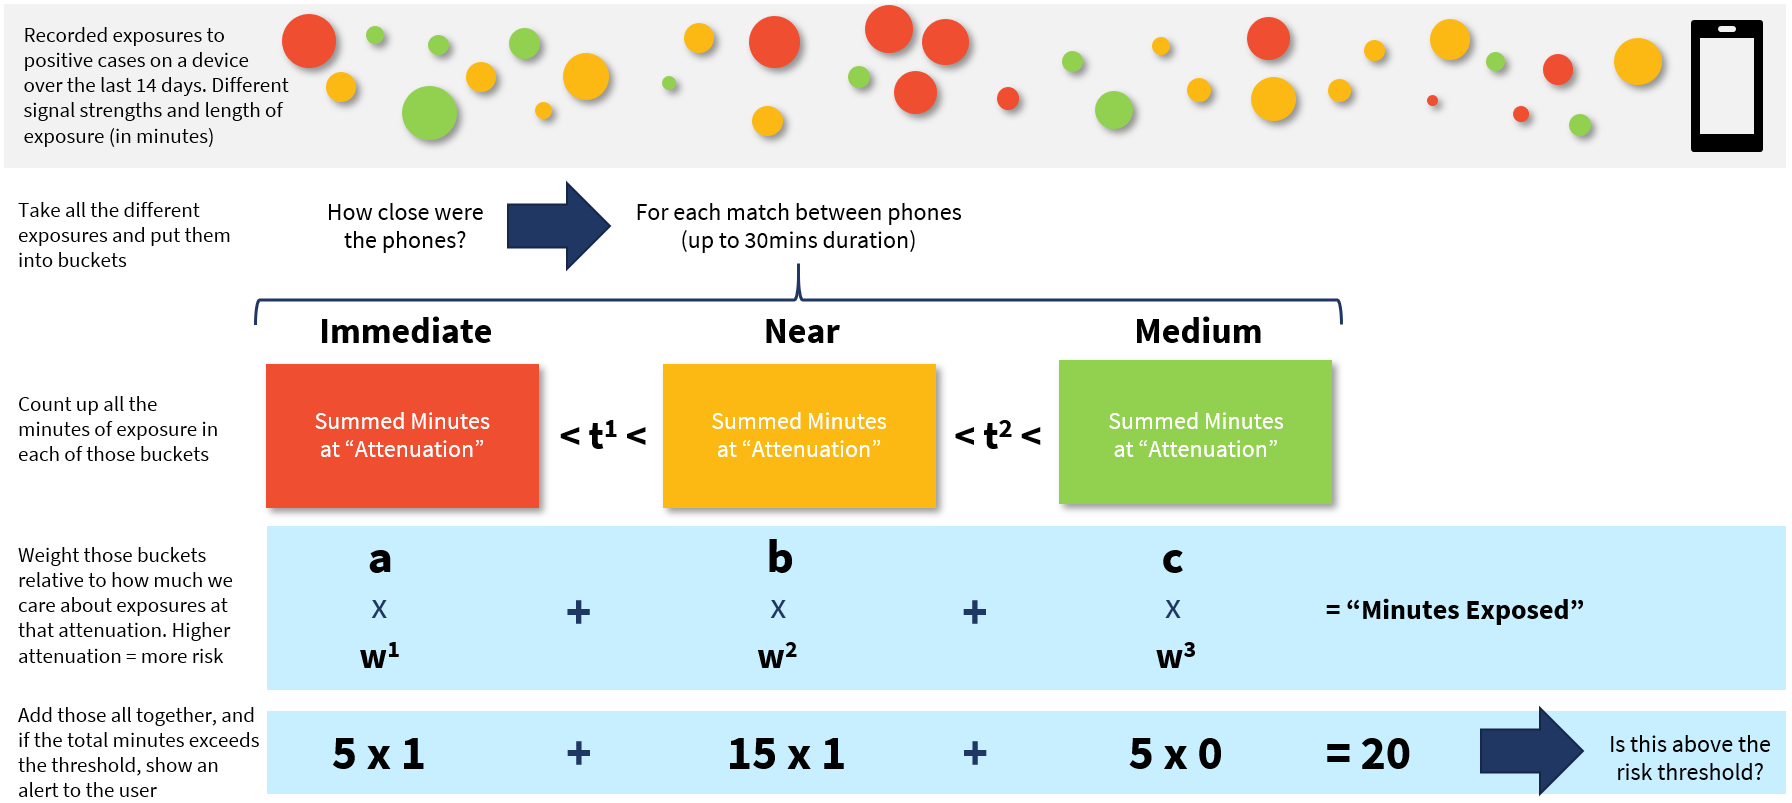 Recorded exposures to
positive cases on a device
over the last 14 days. Different
signal strengths and length of
exposure (in minutes)
Take all the different
exposures and put them
into buckets
How close were
the phones?
For each match between phones
(up to 30mins duration)
Immediate
Near
Medium
Count up all the
minutes of exposure in
each of those buckets
Summed Minutes
at “Attenuation”
< t¹ <
Summed Minutes
at “Attenuation”
< t² <
Summed Minutes
at “Attenuation”
Weight those buckets
relative to how much we
care about exposures at
that attenuation. Higher
attenuation = more risk
a
x
w¹
+
b
x
w²
+
c
x
w³
= “Minutes Exposed”
Add those all together, and
if the total minutes exceeds
the threshold, show an
alert to the user
5 x 1 + 15 x 1 + 5 x 0 = 20
Is this above the
risk threshold?